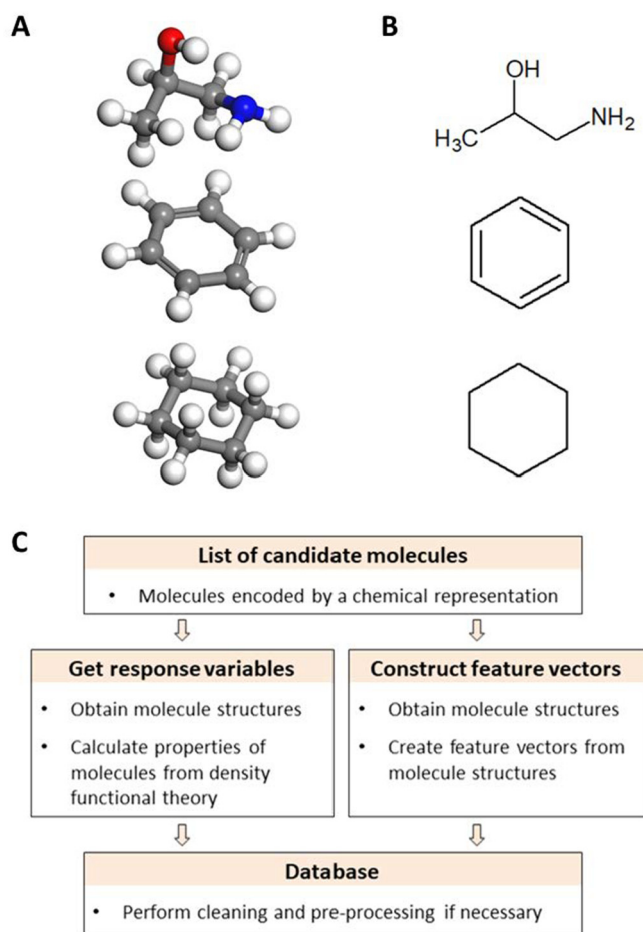 A
B
OH
H₃C
NH₂
C
List of candidate molecules
• Molecules encoded by a chemical representation
Get response variables
• Obtain molecule structures
• Calculate properties of
molecules from density
functional theory
Construct feature vectors
• Obtain molecule structures
• Create feature vectors from
molecule structures
Database
• Perform cleaning and pre-processing if necessary